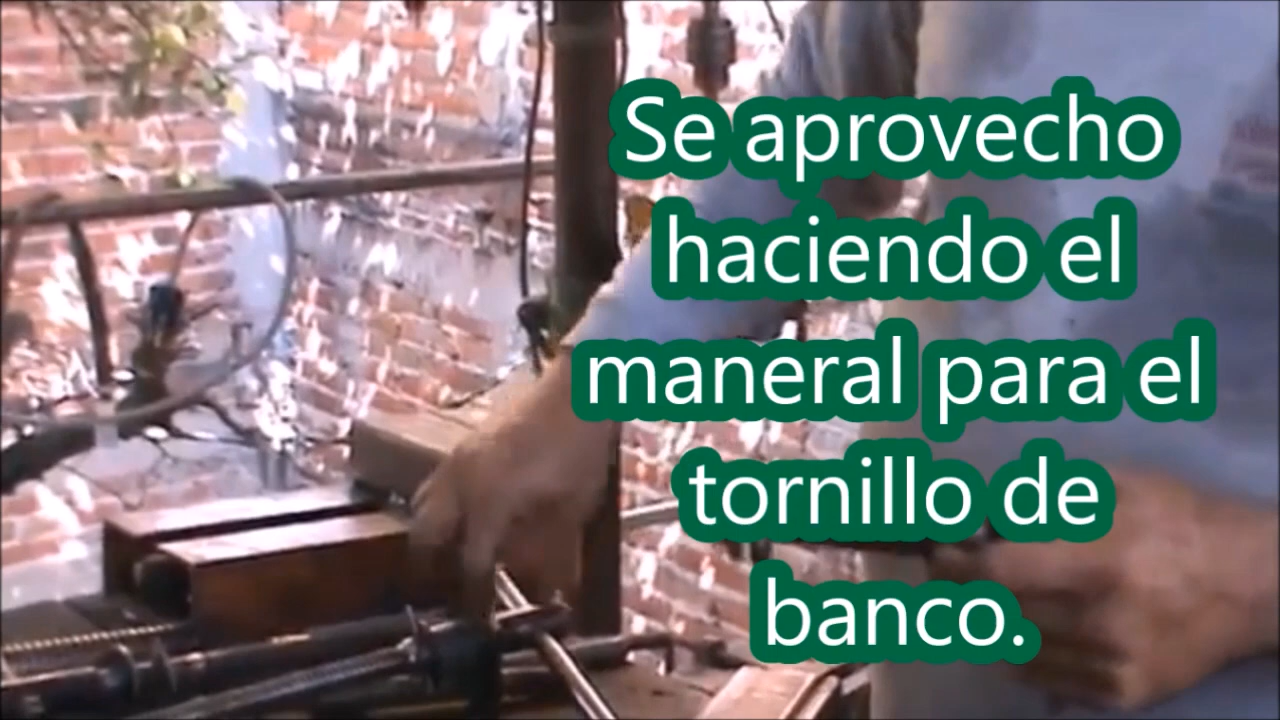 Se aprovecho
haciendo el
maneral para el
tornillo de
banco.